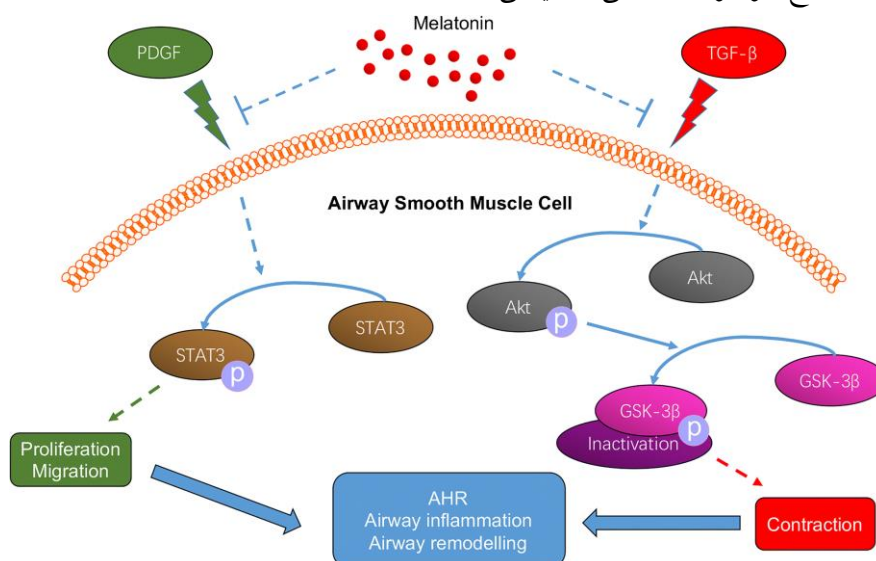 Melatonin
PDGF
TGF-β
Airway Smooth Muscle Cell
Akt
Akt
p
STAT3
STAT3
p
GSK-3β
GSK-3β
p
Inactivation
Proliferation
Migration
AHR
Airway inflammation
Airway remodelling
Contraction